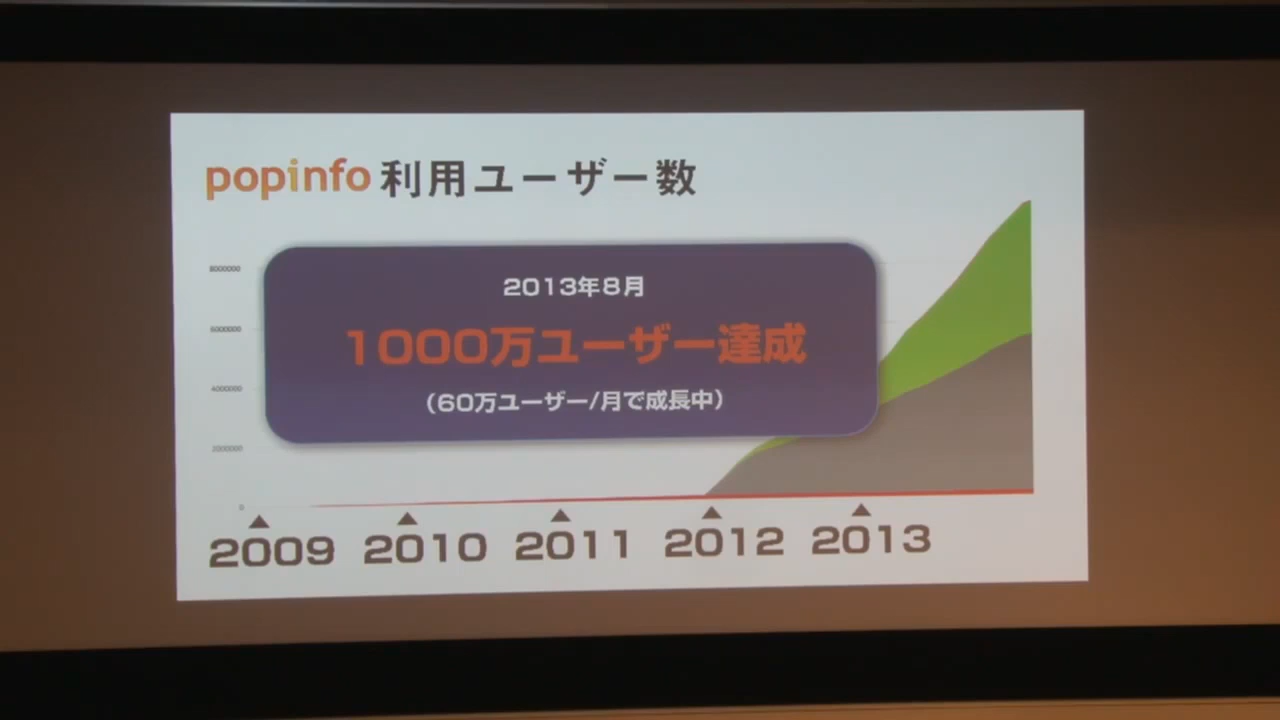 popinfo 利用ユーザー数
8000000
2013年8月
6000000
1000万ユーザー達成
4000000
(60万ユーザー/月で成長中)
2000000
0
2009 2010 2011 2012 2013